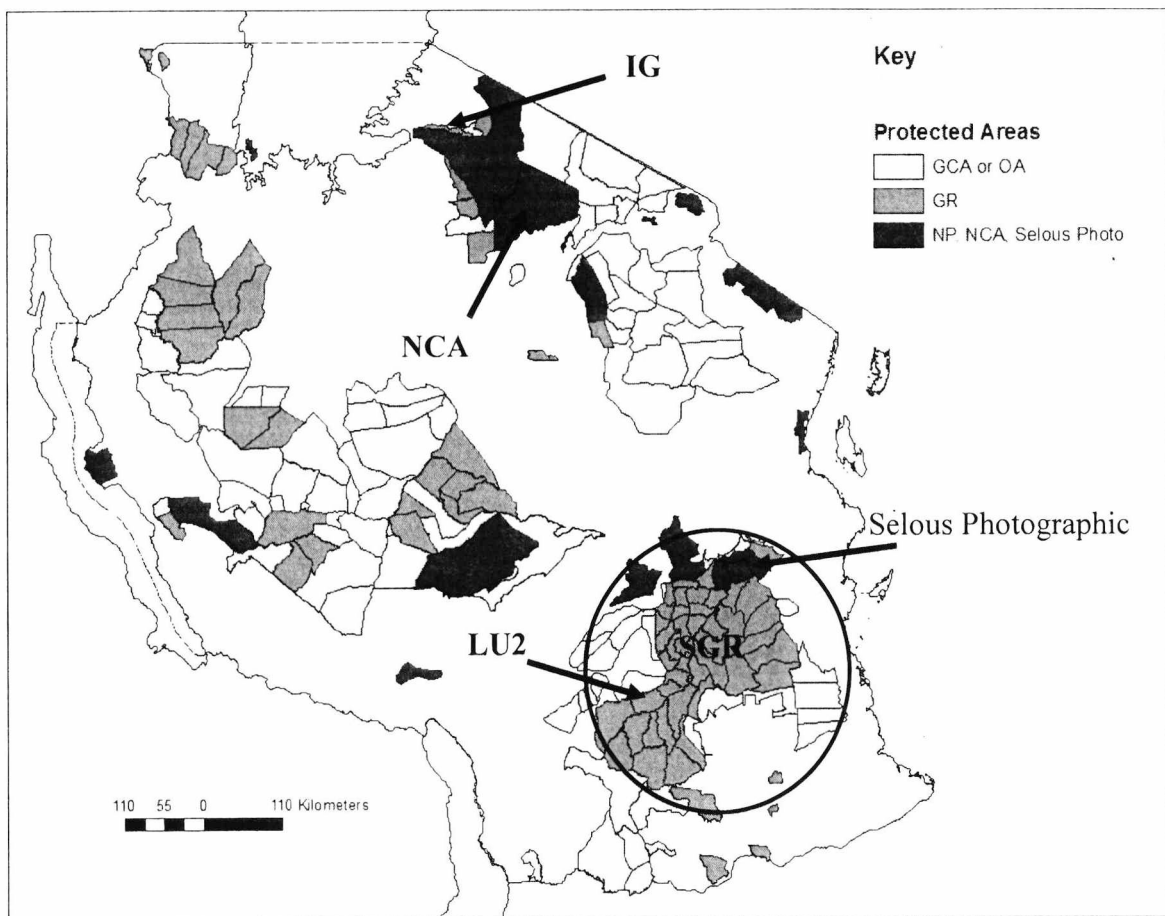 IG
Key
Protected Areas
GCA or OA
GR
NP, NCA, Selous Photo
NCA
Selous Photographic
SGR
LU2
110 55 0 110 Kilometers